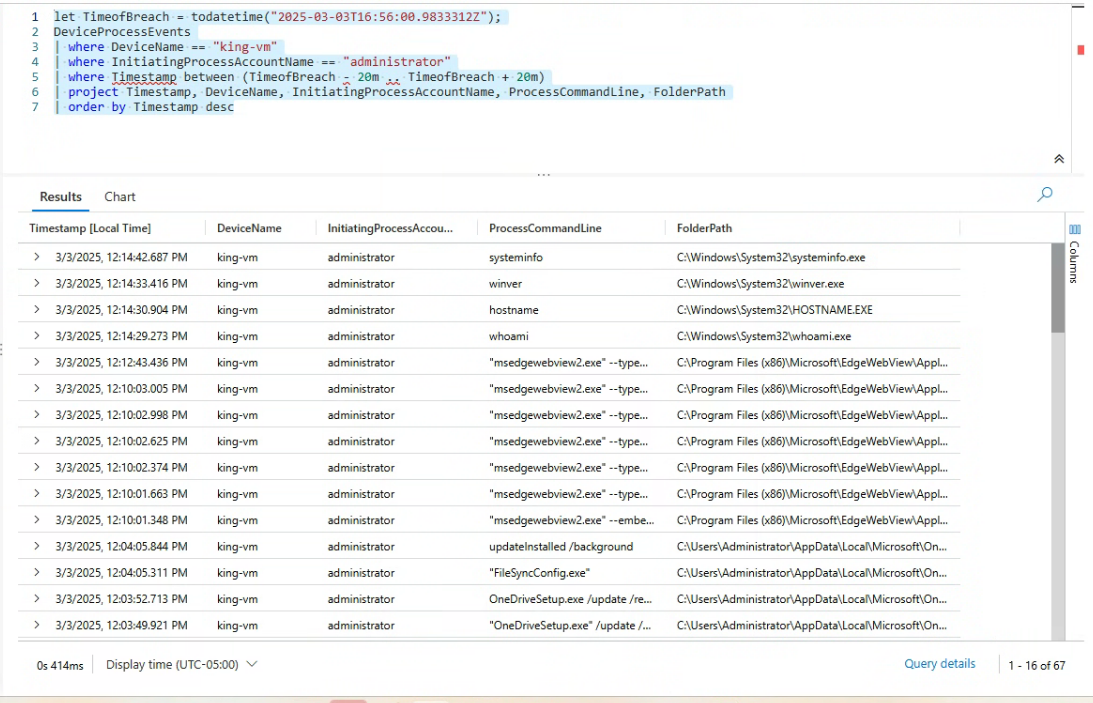 1 let TimeofBreach = todatetime("2025-03-03T16:56:00.9833312Z");
2 DeviceProcessEvents
3 | where DeviceName == "king-vm"
4 | where InitiatingProcessAccountName == "administrator"
5 | where Timestamp between (TimeofBreach - 20m .. TimeofBreach + 20m)
6 | project Timestamp, DeviceName, InitiatingProcessAccountName, ProcessCommandLine, FolderPath
7 | order by Timestamp desc
Results Chart
Timestamp [Local Time] DeviceName InitiatingProcessAccou... ProcessCommandLine FolderPath
3/3/2025, 12:14:42.687 PM king-vm administrator systeminfo C:\Windows\System32\systeminfo.exe
3/3/2025, 12:14:33.416 PM king-vm administrator winver C:\Windows\System32\winver.exe
3/3/2025, 12:14:30.904 PM king-vm administrator hostname C:\Windows\System32\HOSTNAME.EXE
3/3/2025, 12:14:29.273 PM king-vm administrator whoami C:\Windows\System32\whoami.exe
3/3/2025, 12:12:43.436 PM king-vm administrator "msedgewebview2.exe" --type... C:\Program Files (x86)\Microsoft\EdgeWebView\Appl...
3/3/2025, 12:10:03.005 PM king-vm administrator "msedgewebview2.exe" --type... C:\Program Files (x86)\Microsoft\EdgeWebView\Appl...
3/3/2025, 12:10:02.998 PM king-vm administrator "msedgewebview2.exe" --type... C:\Program Files (x86)\Microsoft\EdgeWebView\Appl...
3/3/2025, 12:10:02.625 PM king-vm administrator "msedgewebview2.exe" --type... C:\Program Files (x86)\Microsoft\EdgeWebView\Appl...
3/3/2025, 12:10:02.374 PM king-vm administrator "msedgewebview2.exe" --type... C:\Program Files (x86)\Microsoft\EdgeWebView\Appl...
3/3/2025, 12:10:01.663 PM king-vm administrator "msedgewebview2.exe" --type... C:\Program Files (x86)\Microsoft\EdgeWebView\Appl...
3/3/2025, 12:10:01.348 PM king-vm administrator "msedgewebview2.exe" --embe... C:\Program Files (x86)\Microsoft\EdgeWebView\Appl...
3/3/2025, 12:04:05.844 PM king-vm administrator updateInstalled /background C:\Users\Administrator\AppData\Local\Microsoft\On...
3/3/2025, 12:04:05.311 PM king-vm administrator "FileSyncConfig.exe" C:\Users\Administrator\AppData\Local\Microsoft\On...
3/3/2025, 12:03:52.713 PM king-vm administrator OneDriveSetup.exe /update /re... C:\Users\Administrator\AppData\Local\Microsoft\On...
3/3/2025, 12:03:49.921 PM king-vm administrator "OneDriveSetup.exe" /update /... C:\Users\Administrator\AppData\Local\Microsoft\On...
Columns
0s 414ms Display time (UTC-05:00) Query details 1 - 16 of 67